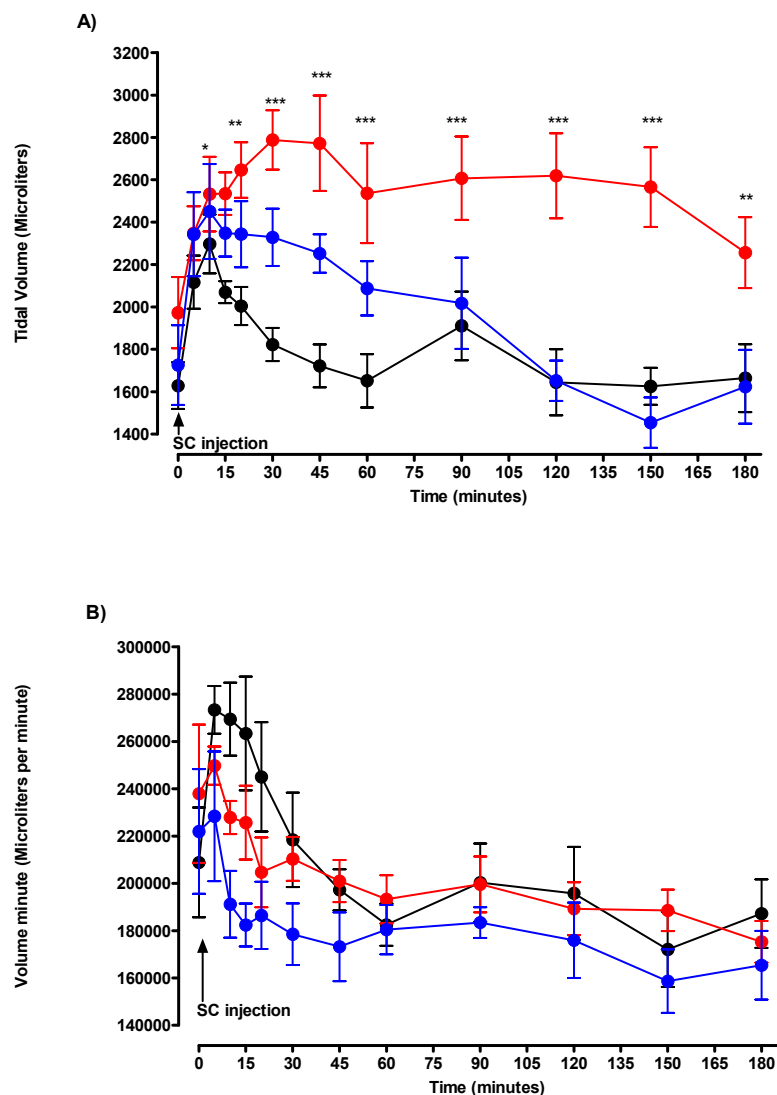 A)
Tidal Volume (Microliters)
3200
3000
2800
2600
2400
2200
2000
1800
1600
1400
* ** *** *** *** *** *** *** **
SC injection
0 15 30 45 60 75 90 105 120 135 150 165 180
Time (minutes)
B)
Volume minute (Microliters per minute)
300000
280000
260000
240000
220000
200000
180000
160000
140000
SC injection
0 15 30 45 60 75 90 105 120 135 150 165 180
Time (minutes)